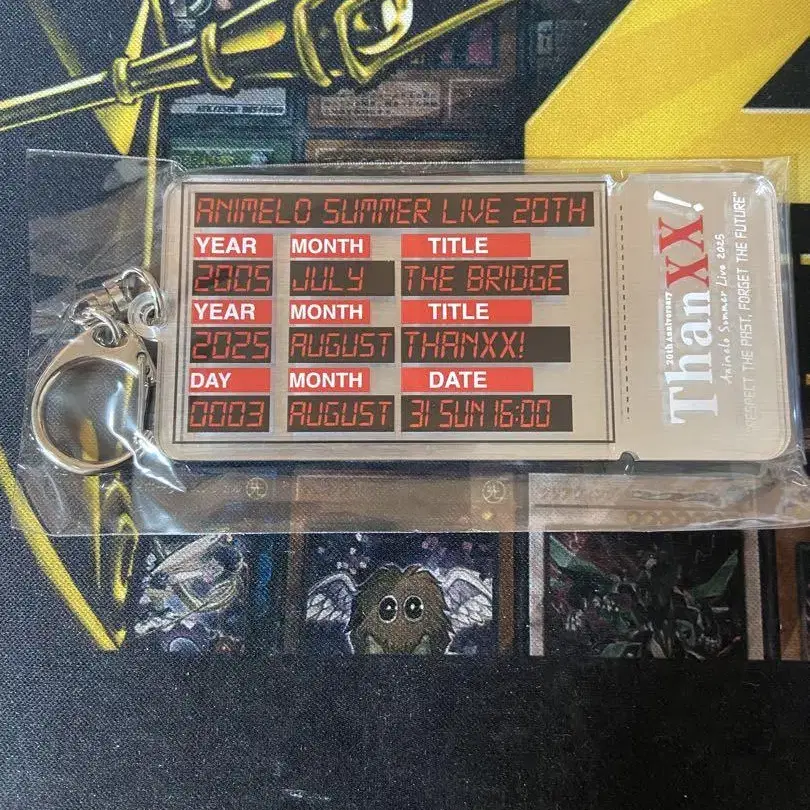 ANIMELO SUMMER LIVE 20TH
YEAR MONTH TITLE
2005 JULY THE BRIDGE
YEAR MONTH TITLE
2025 AUGUST THANXX!
DAY MONTH DATE
0003 AUGUST 31 SUN 16:00
20th Anniversary
ThanXX!
Animelo Summer Live 2025
"RESPECT THE PAST, FORGET THE FUTURE"